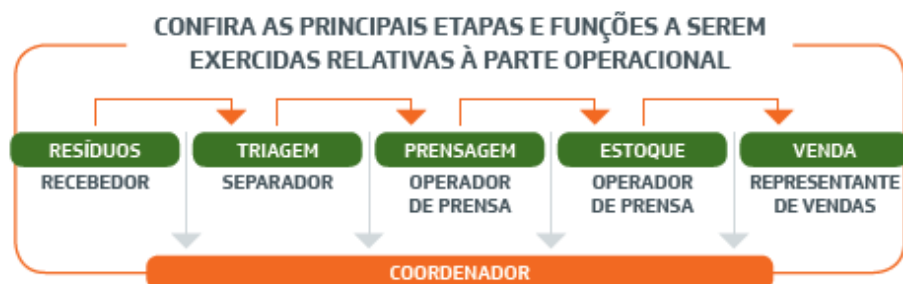 CONFIRA AS PRINCIPAIS ETAPAS E FUNÇÕES A SEREM
EXERCIDAS RELATIVAS À PARTE OPERACIONAL
RESÍDUOS
RECEBEDOR
TRIAGEM
SEPARADOR
PRENSAGEM
OPERADOR
DE PRENSA
ESTOQUE
OPERADOR
DE PRENSA
VENDA
REPRESENTANTE
DE VENDAS
COORDENADOR